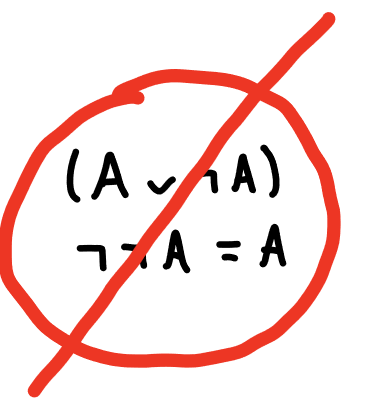 (A ∨ ¬A)
¬¬A = A